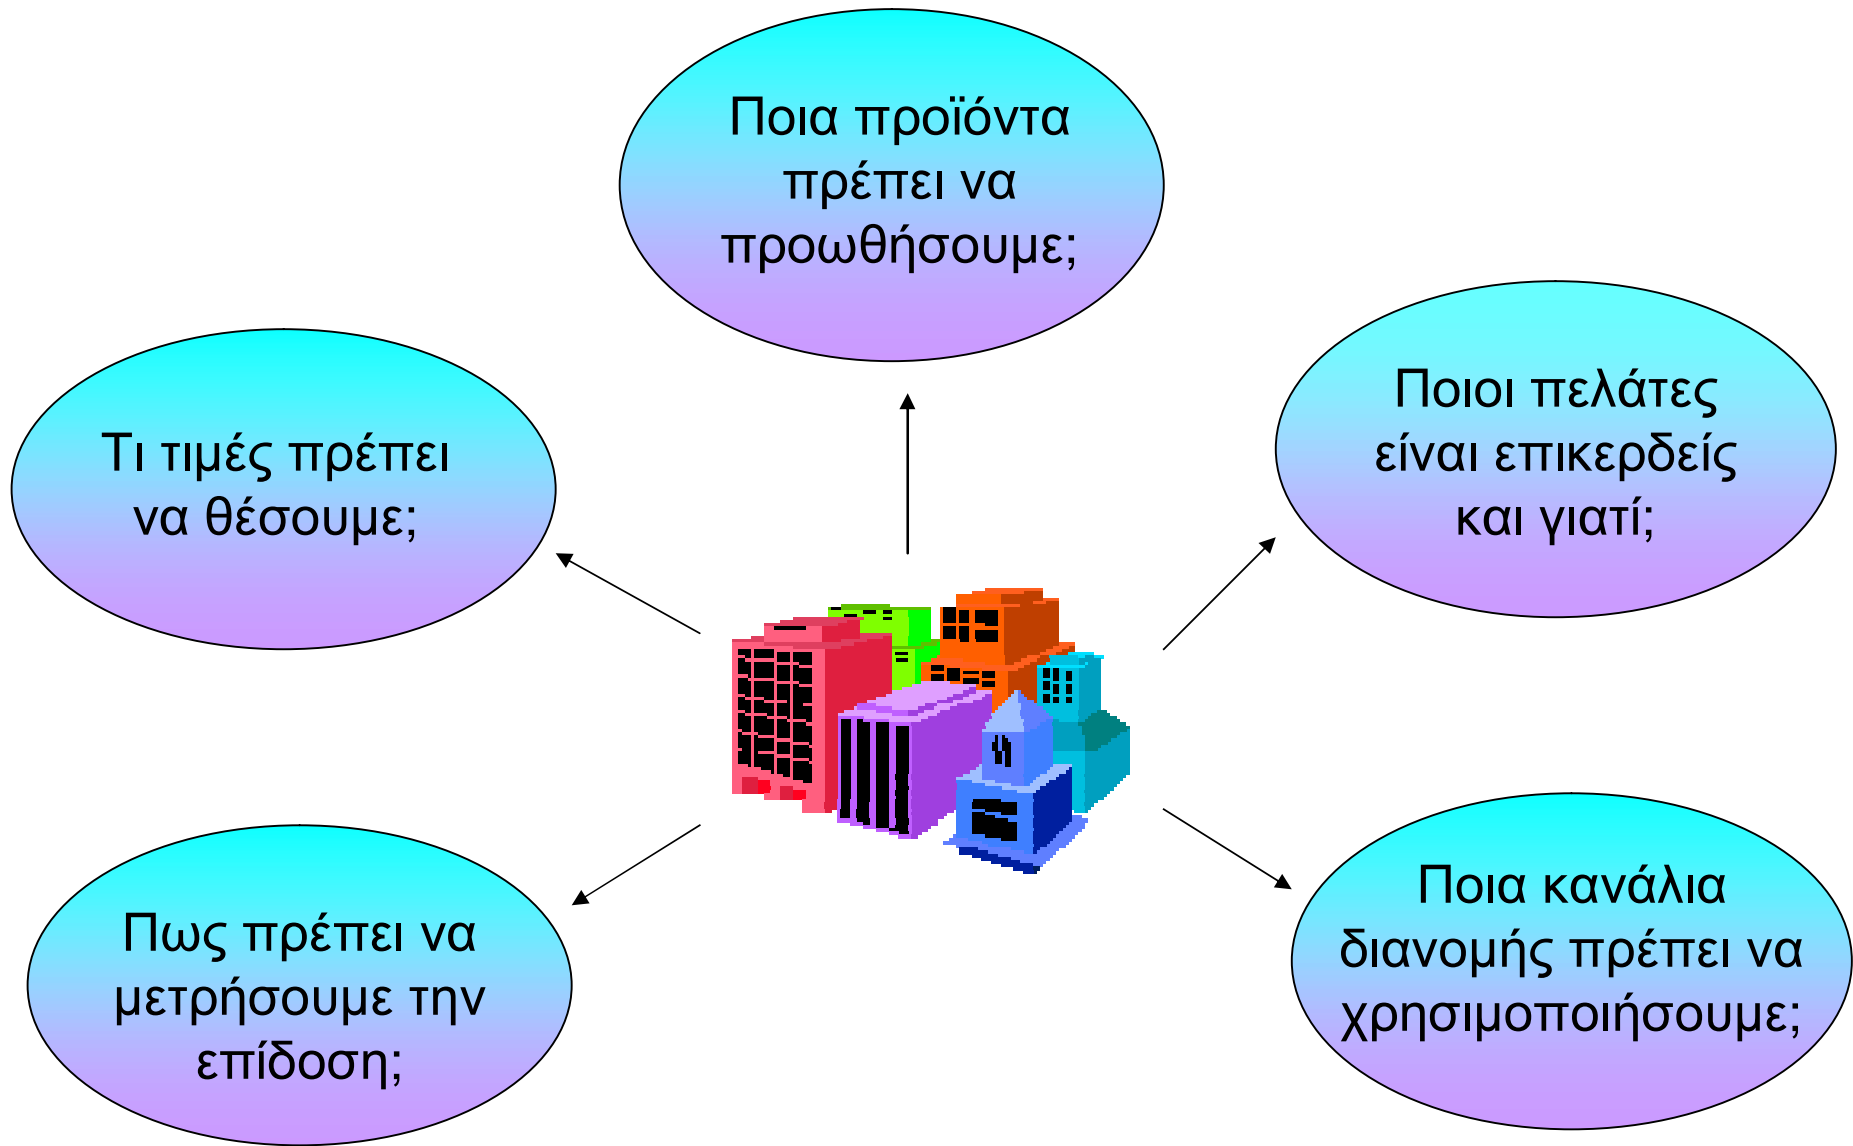 Ποια προϊόντα
πρέπει να
προωθήσουμε;
Τι τιμές πρέπει
να θέσουμε;
Ποιοι πελάτες
είναι επικερδείς
και γιατί;
Πως πρέπει να
μετρήσουμε την
επίδοση;
Ποια κανάλια
διανομής πρέπει να
χρησιμοποιήσουμε;